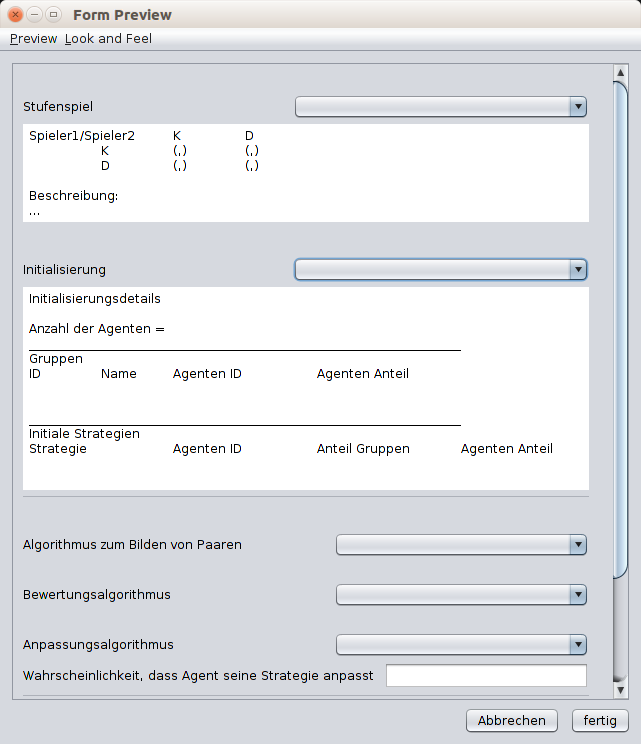 Form Preview
Preview Look and Feel
Stufenspiel
Spieler1/Spieler2 K D
K (,) (,)
D (,) (,)
Beschreibung:
...
Initialisierung
Initialisierungsdetails
Anzahl der Agenten =
Gruppen
ID Name Agenten ID Agenten Anteil
Initiale Strategien
Strategie Agenten ID Anteil Gruppen Agenten Anteil
Algorithmus zum Bilden von Paaren
Bewertungsalgorithmus
Anpassungsalgorithmus
Wahrscheinlichkeit, dass Agent seine Strategie anpasst
Abbrechen fertig